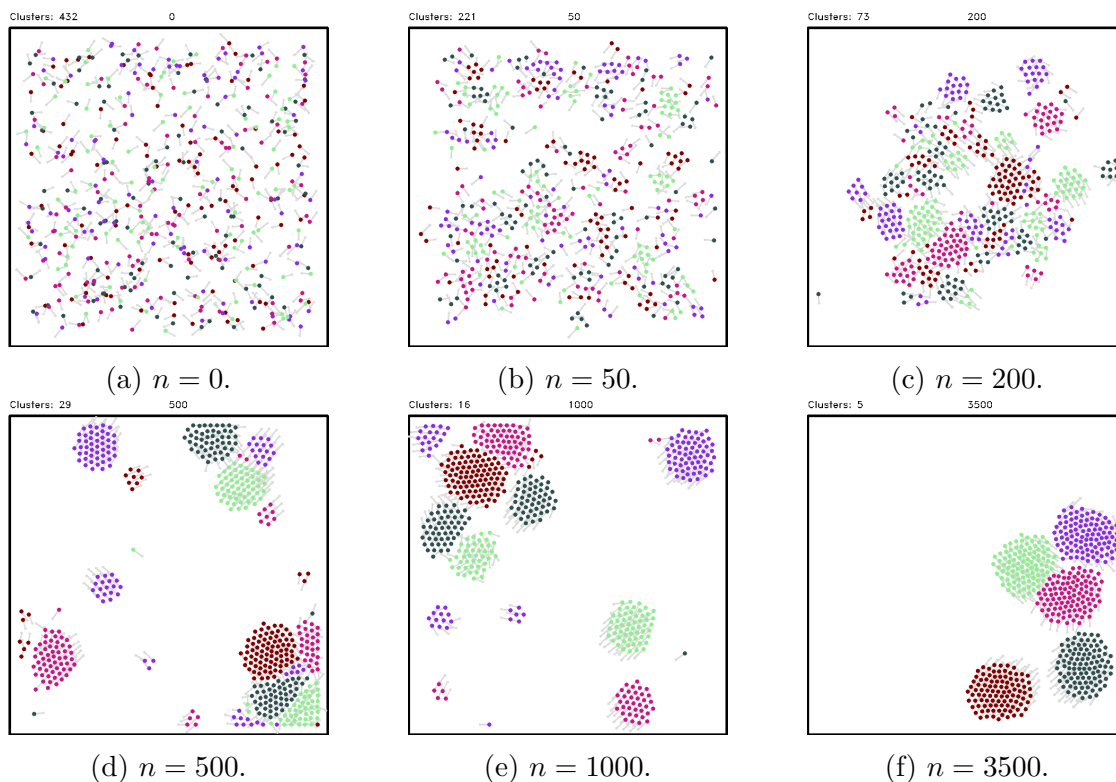 Clusters: 432 0
Clusters: 221 50
Clusters: 73 200
(a) n = 0.
(b) n = 50.
(c) n = 200.
Clusters: 29 500
Clusters: 16 1000
Clusters: 5 3500
(d) n = 500.
(e) n = 1000.
(f) n = 3500.